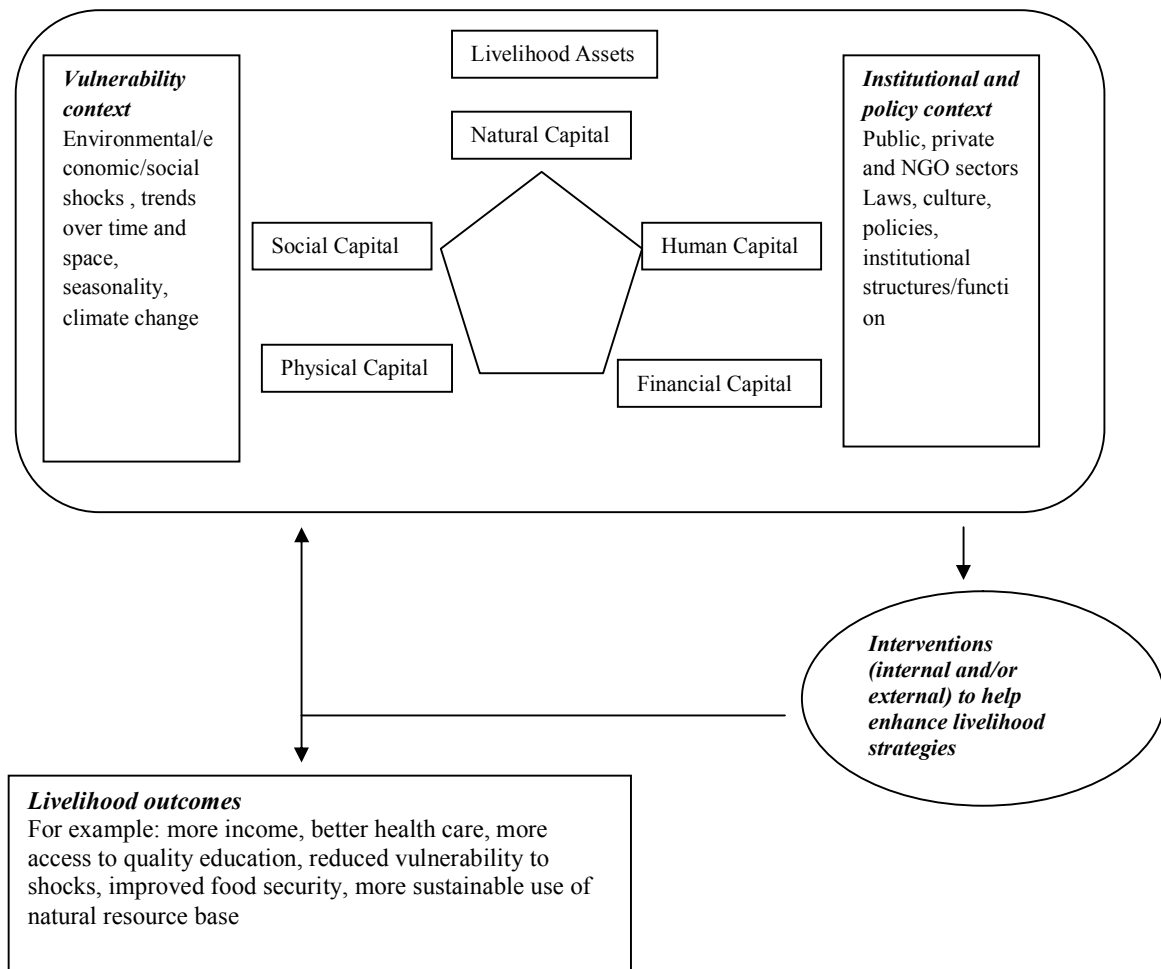 Livelihood Assets
Vulnerability
context
Environmental/e
conomic/social
shocks , trends
over time and
space,
seasonality,
climate change
Natural Capital
Social Capital
Human Capital
Physical Capital
Financial Capital
Institutional and
policy context
Public, private
and NGO sectors
Laws, culture,
policies,
institutional
structures/functi
on
Interventions
(internal and/or
external) to help
enhance livelihood
strategies
Livelihood outcomes
For example: more income, better health care, more
access to quality education, reduced vulnerability to
shocks, improved food security, more sustainable use of
natural resource base